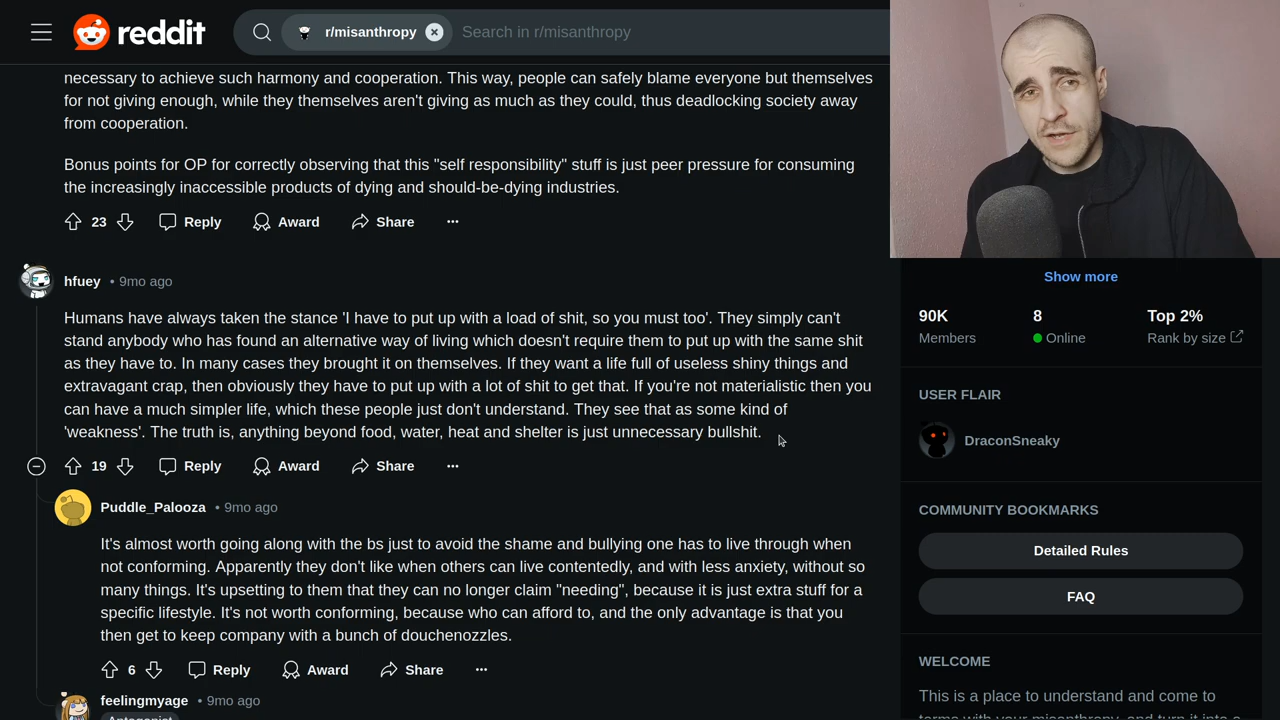 reddit
r/misanthropy
Search in r/misanthropy
necessary to achieve such harmony and cooperation. This way, people can safely blame everyone but themselves
for not giving enough, while they themselves aren't giving as much as they could, thus deadlocking society away
from cooperation.
Bonus points for OP for correctly observing that this "self responsibility" stuff is just peer pressure for consuming
the increasingly inaccessible products of dying and should-be-dying industries.
23 Reply Award Share
hfuey • 9mo ago
Humans have always taken the stance 'I have to put up with a load of shit, so you must too'. They simply can't
stand anybody who has found an alternative way of living which doesn't require them to put up with the same shit
as they have to. In many cases they brought it on themselves. If they want a life full of useless shiny things and
extravagant crap, then obviously they have to put up with a lot of shit to get that. If you're not materialistic then you
can have a much simpler life, which these people just don't understand. They see that as some kind of
'weakness'. The truth is, anything beyond food, water, heat and shelter is just unnecessary bullshit.
19 Reply Award Share
Puddle_Palooza • 9mo ago
It's almost worth going along with the bs just to avoid the shame and bullying one has to live through when
not conforming. Apparently they don't like when others can live contentedly, and with less anxiety, without so
many things. It's upsetting to them that they can no longer claim "needing", because it is just extra stuff for a
specific lifestyle. It's not worth conforming, because who can afford to, and the only advantage is that you
then get to keep company with a bunch of douchenozzles.
6 Reply Award Share
feelingmyage • 9mo ago
Antagonist
Show more
90K 8 Top 2%
Members Online Rank by size
USER FLAIR
DraconSneaky
COMMUNITY BOOKMARKS
Detailed Rules
FAQ
WELCOME
This is a place to understand and come to
terms with your misanthropy, and turn it into a